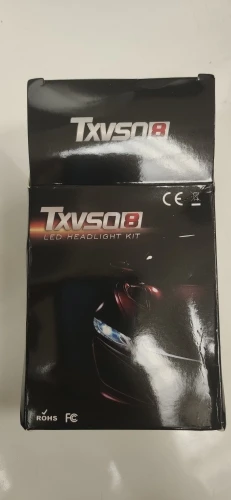 TXVSO8
TXVSO8
CE
LED HEADLIGHT KIT
ROHS FC